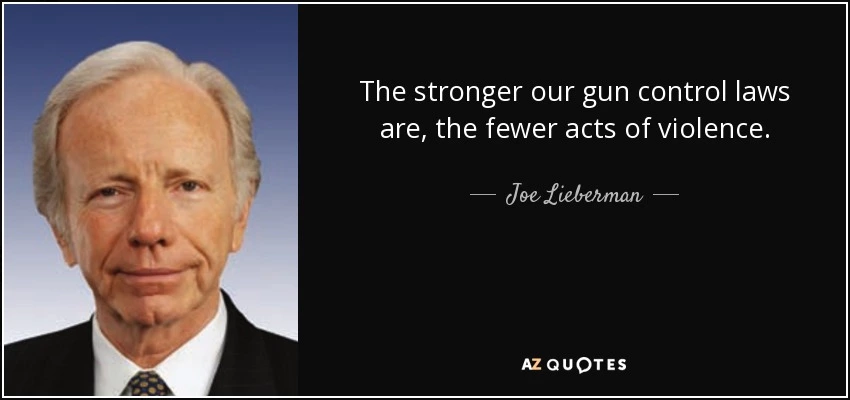 The stronger our gun control laws
are, the fewer acts of violence.
Joe Lieberman
AZ QUOTES